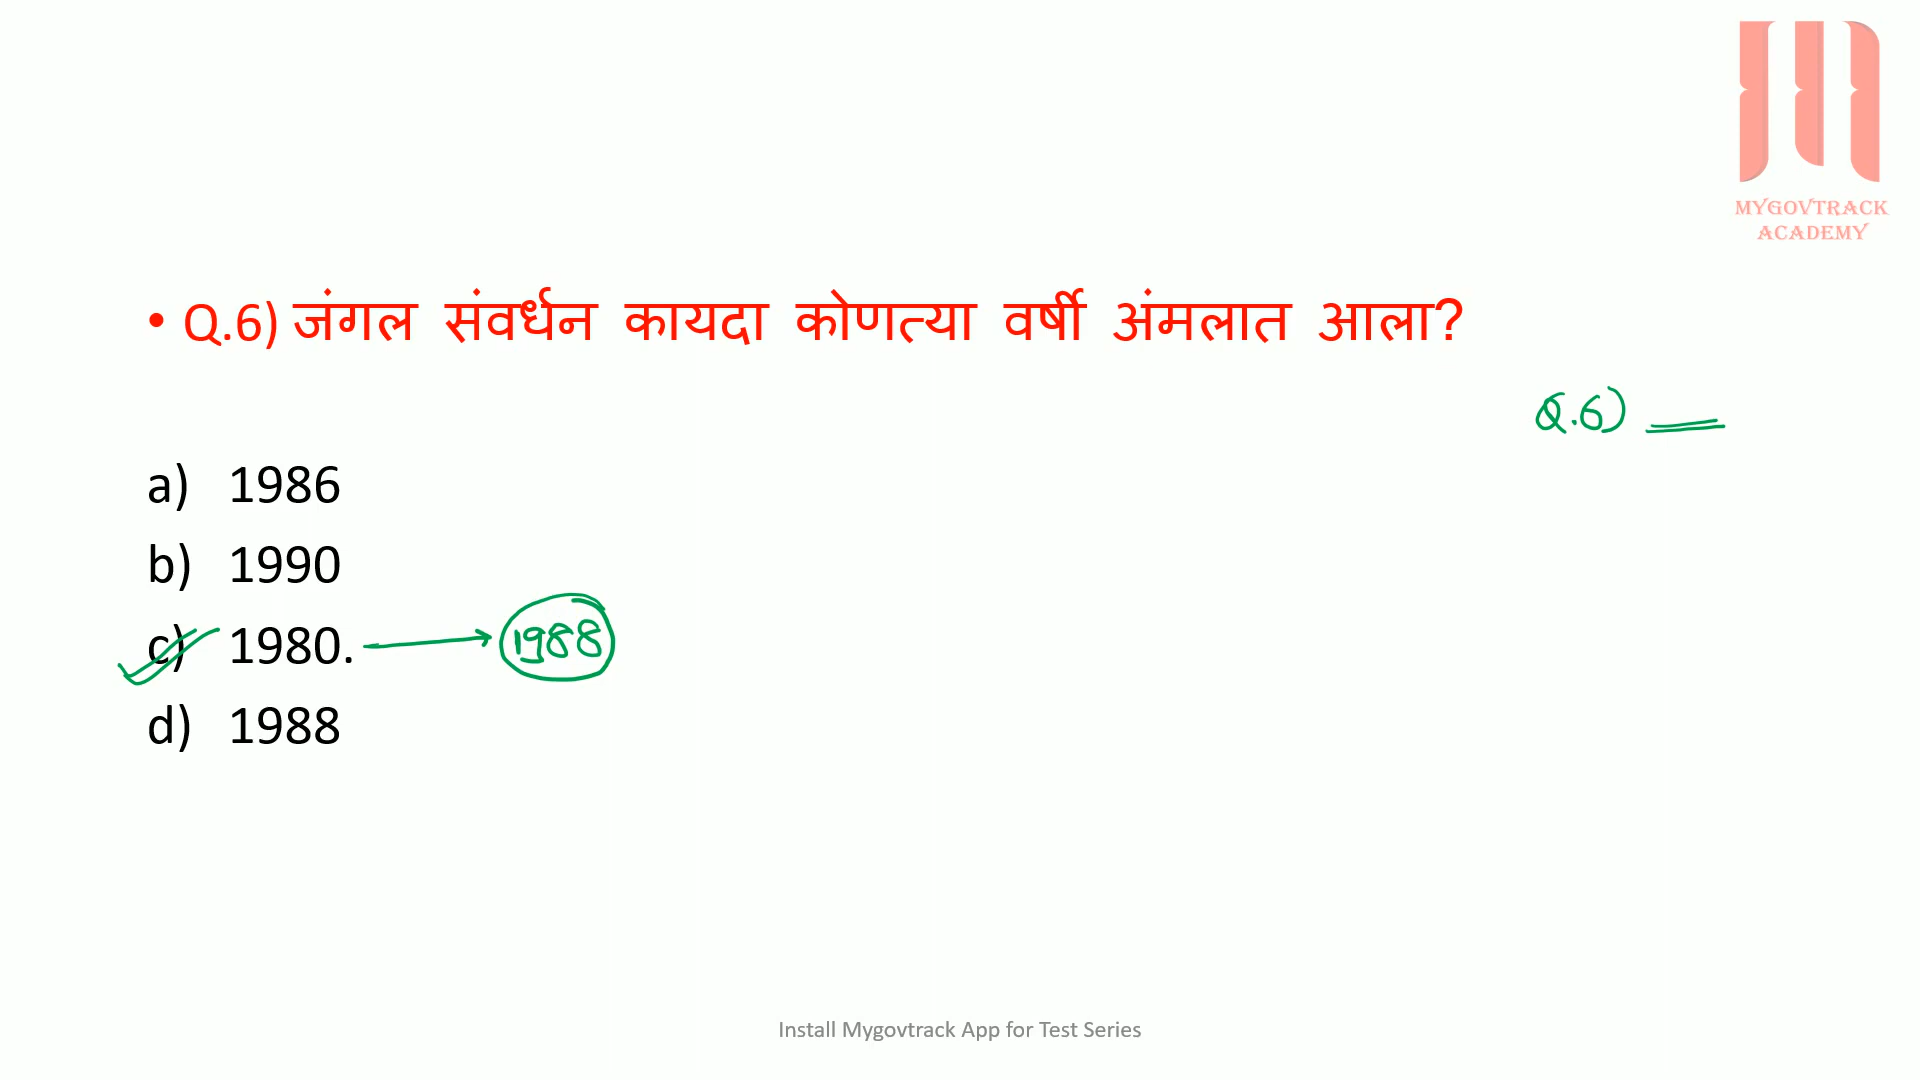 MYGOVTRACK
ACADEMY
• Q.6) जंगल संवर्धन कायदा कोणत्या वर्षी अंमलात आला?
Q.6)
a) 1986
b) 1990
c) 1980. → 1988
d) 1988
Install Mygovtrack App for Test Series